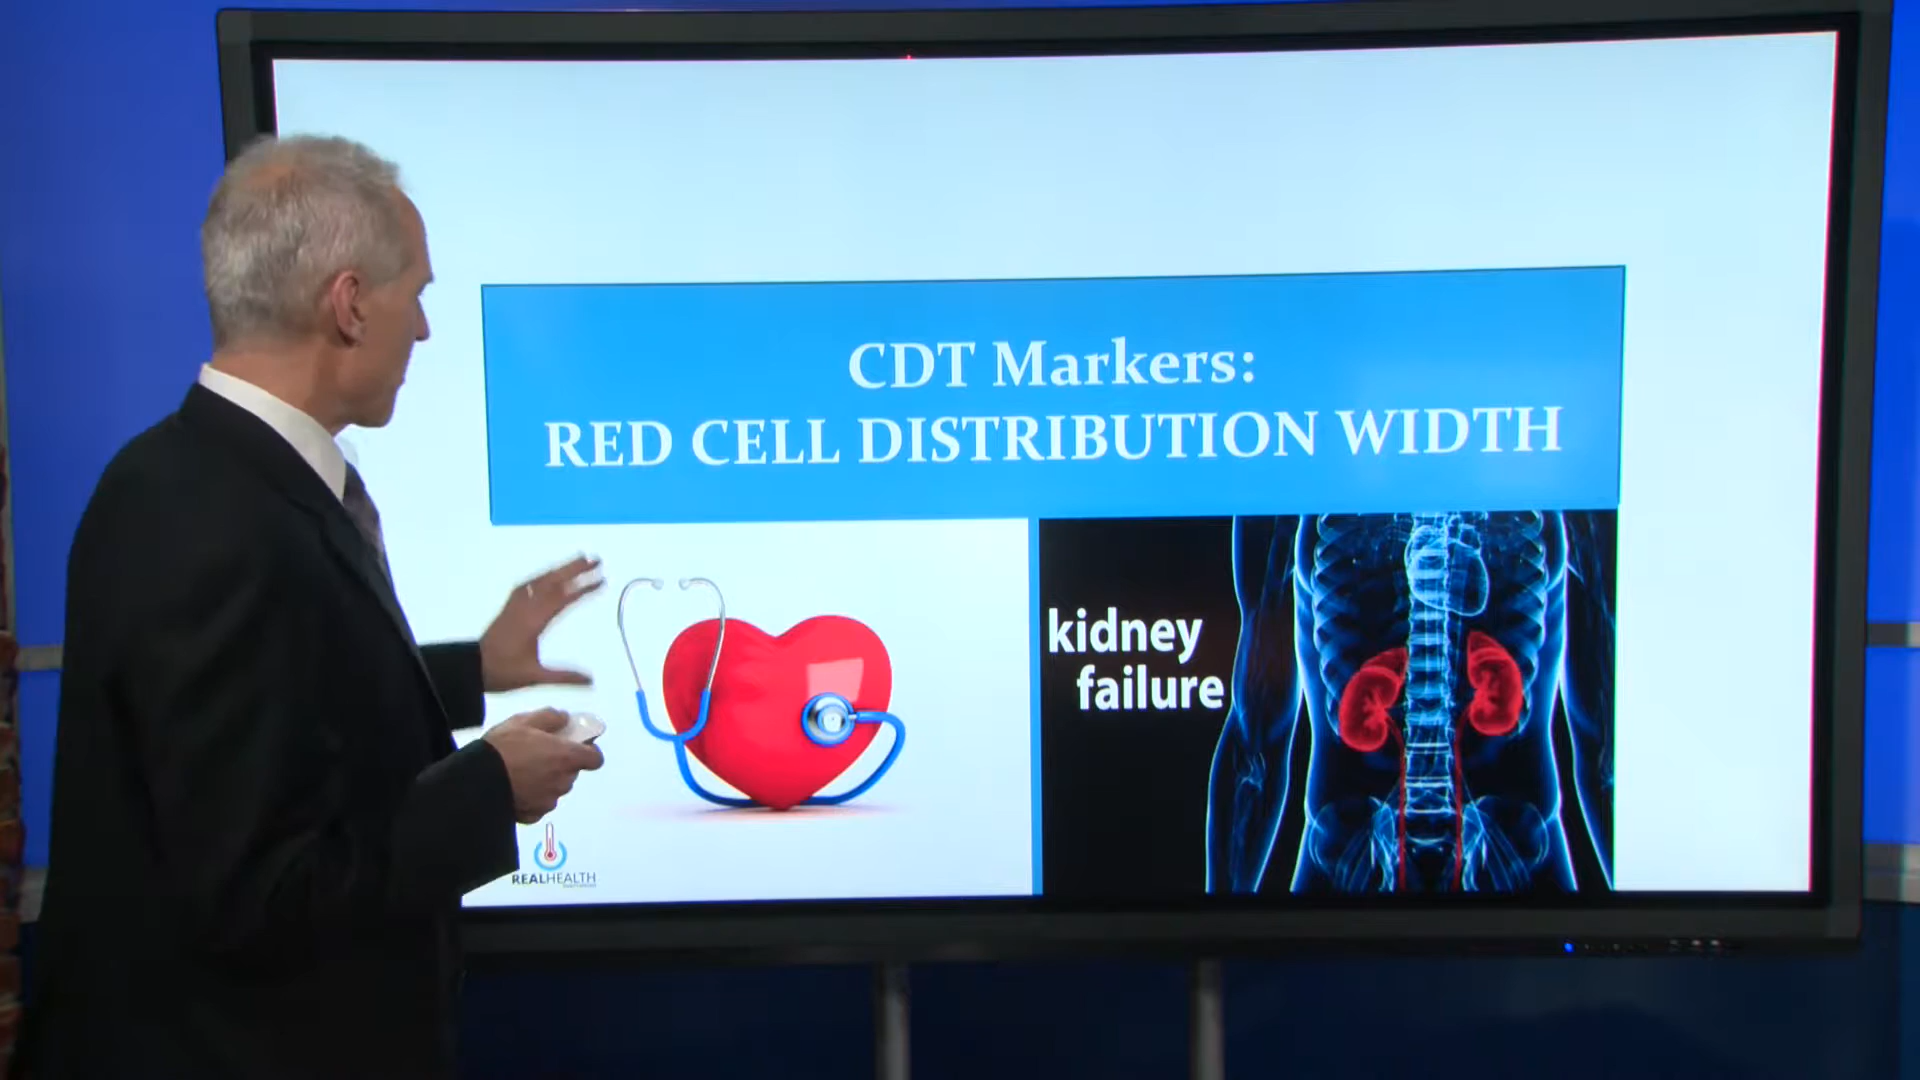 CDT Markers:
RED CELL DISTRIBUTION WIDTH
kidney
failure
REALHEALTH